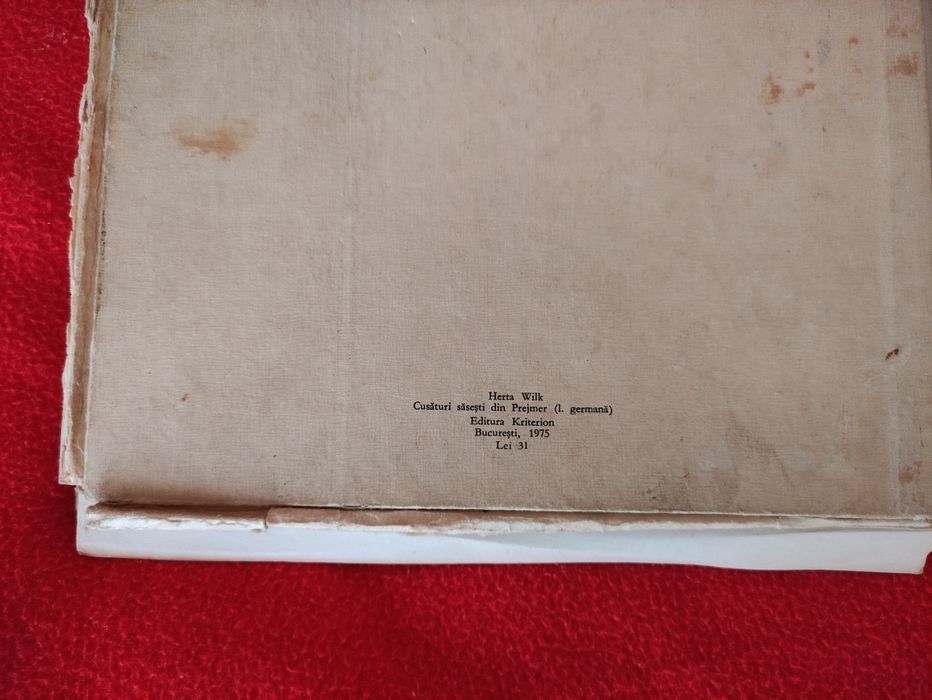 Herta Wilk
Cusături săsești din Prejmer (l. germană)
Editura Kriterion
București, 1975
Lei 31